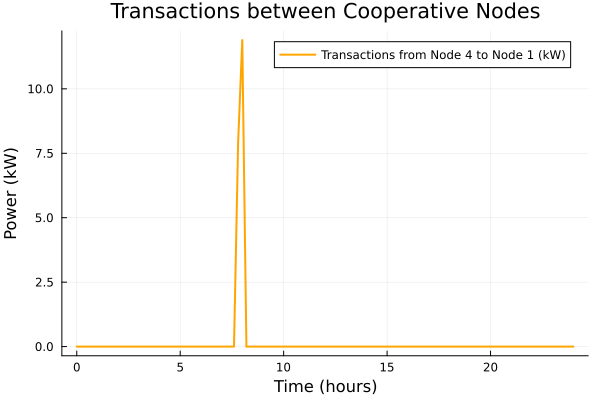 Transactions between Cooperative Nodes
Transactions from Node 4 to Node 1 (kW)
Power (kW)
10.0
7.5
5.0
2.5
0.0
0 5 10 15 20
Time (hours)